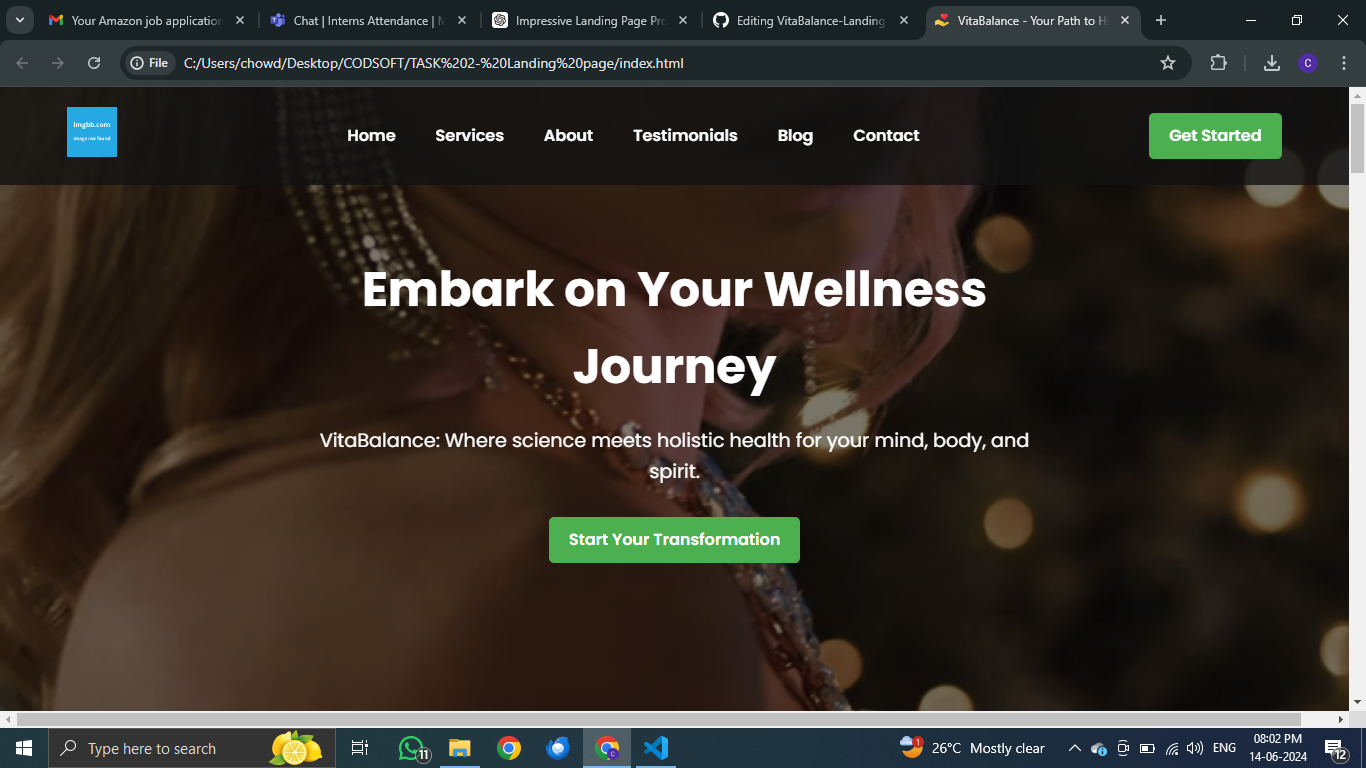 Your Amazon job application
Chat | Interns Attendance | M
Impressive Landing Page Pro
Editing VitaBalance-Landing
VitaBalance - Your Path to H
File
C:/Users/chowd/Desktop/CODSOFT/TASK%202-%20Landing%20page/index.html
C
imgbb.com
image not found
Home
Services
About
Testimonials
Blog
Contact
Get Started
Embark on Your Wellness
Journey
VitaBalance: Where science meets holistic health for your mind, body, and
spirit.
Start Your Transformation
Type here to search
11
C
1
26°C Mostly clear
ENG
08:02 PM
14-06-2024
12